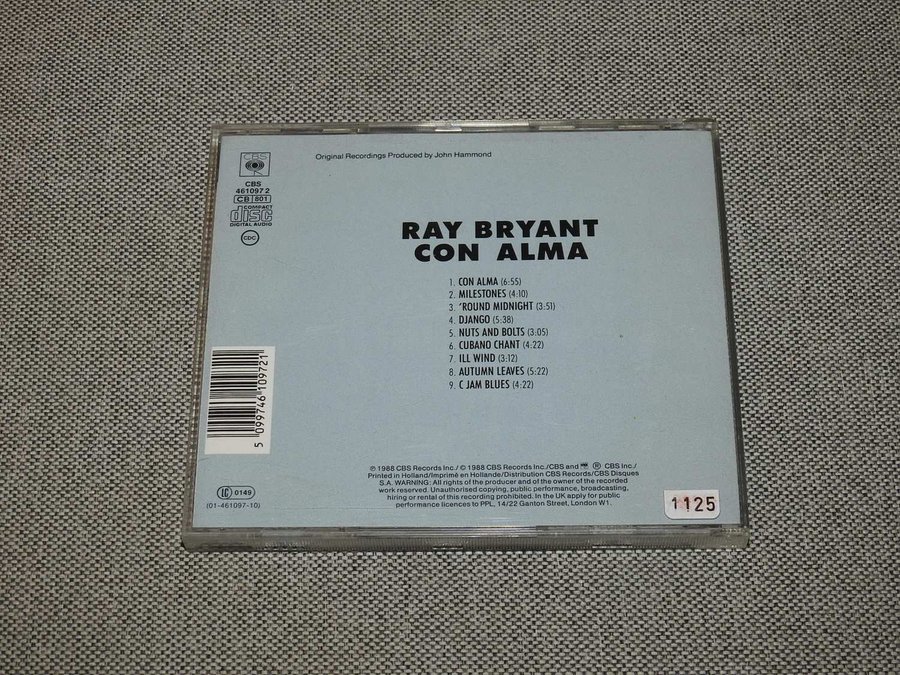 CBS
CBS
461097 2
CB 801
COMPACT
disc
DIGITAL AUDIO
CDC
Original Recordings Produced by John Hammond
RAY BRYANT
CON ALMA
1. CON ALMA (6:55)
2. MILESTONES (4:10)
3. 'ROUND MIDNIGHT (3:51)
4. DJANGO (5:38)
5. NUTS AND BOLTS (3:05)
6. CUBANO CHANT (4:22)
7. ILL WIND (3:12)
8. AUTUMN LEAVES (5:22)
9. C JAM BLUES (4:22)
5 099746 109721
LC 0149
(01-461097-10)
℗ 1988 CBS Records Inc./ © 1988 CBS Records Inc./CBS and ® CBS Inc./
Printed in Holland/Imprimé en Hollande/Distribution CBS Records/CBS Disques
S.A. WARNING: All rights of the producer and of the owner of the recorded
work reserved. Unauthorised copying, public performance, broadcasting,
hiring or rental of this recording prohibited. In the UK apply for public
performance licences to PPL, 14/22 Ganton Street, London W1.
1125